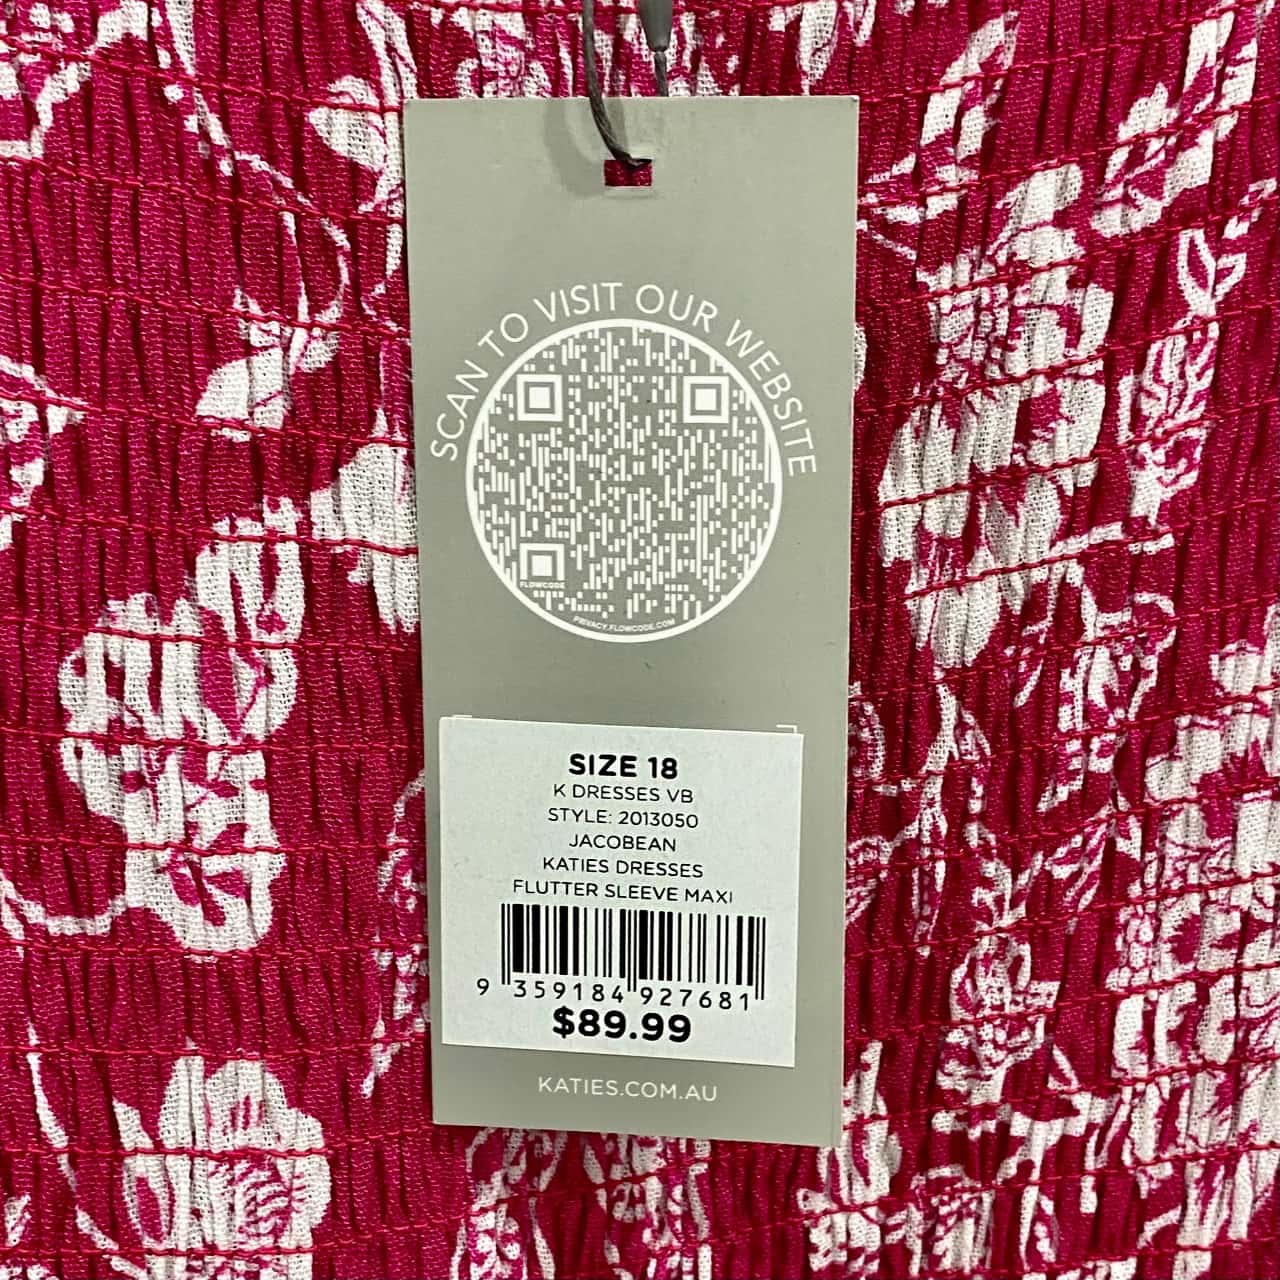 SCAN TO VISIT OUR WEBSITE
FLOWCODE
PRIVACY.FLOWCODE.COM
SIZE 18
K DRESSES VB
STYLE: 2013050
JACOBEAN
KATIES DRESSES
FLUTTER SLEEVE MAXI
9 359184 927681
$89.99
KATIES.COM.AU